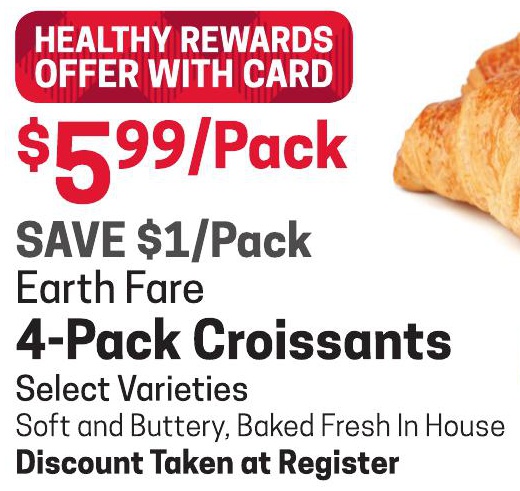 HEALTHY REWARDS
OFFER WITH CARD
$5.99/Pack
SAVE $1/Pack
Earth Fare
4-Pack Croissants
Select Varieties
Soft and Buttery, Baked Fresh In House
Discount Taken at Register